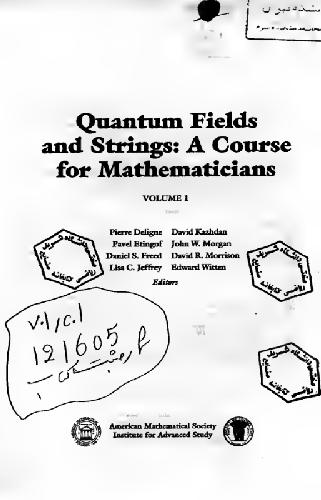 Quantum Fields
and Strings: A Course
for Mathematicians
VOLUME 1
Pierre Deligne David Kazhdan
Pavel Etingof John W. Morgan
Daniel S. Freed David R. Morrison
Lisa C. Jeffrey Edward Witten
Editors
V.1, C.1
121605
American Mathematical Society
Institute for Advanced Study